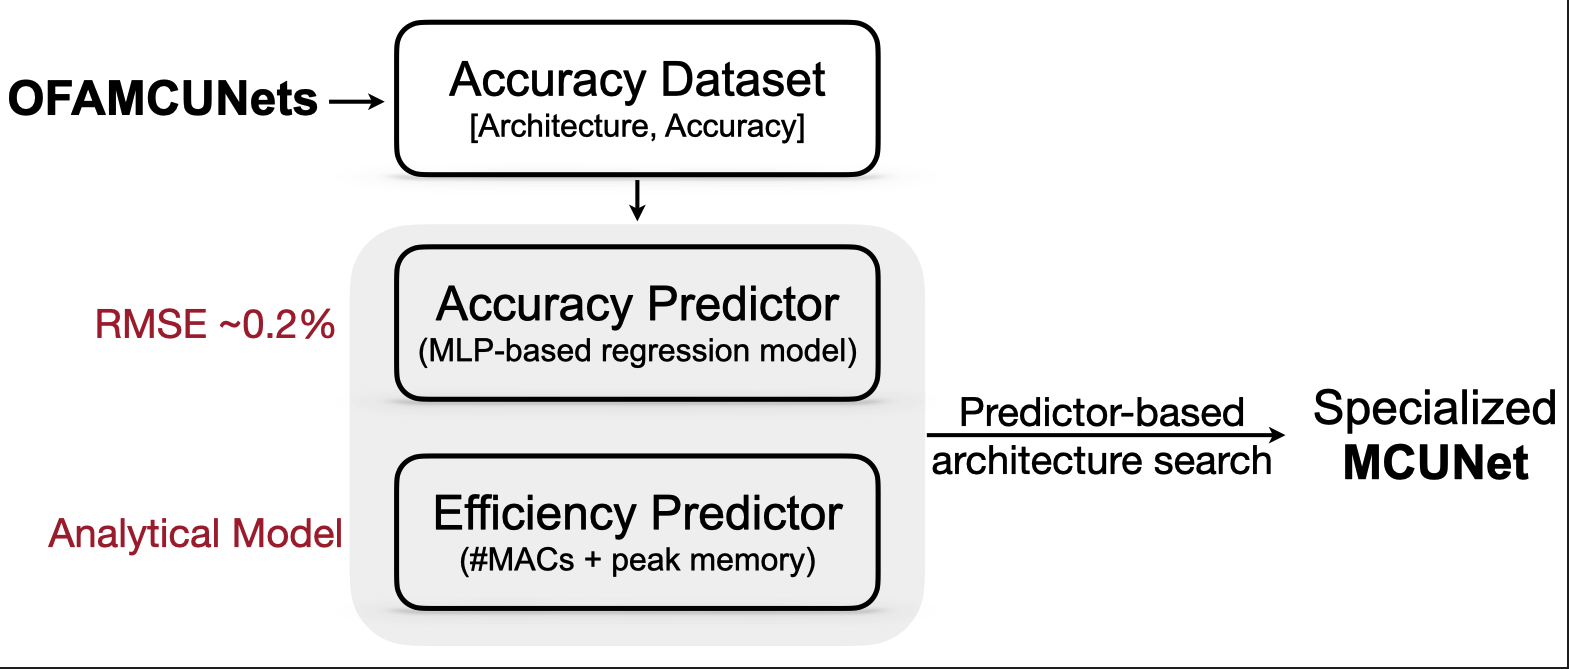 OFAMCUNets
Accuracy Dataset
[Architecture, Accuracy]
RMSE ~0.2%
Accuracy Predictor
(MLP-based regression model)
Analytical Model
Efficiency Predictor
(#MACs + peak memory)
Predictor-based
architecture search
Specialized
MCUNet